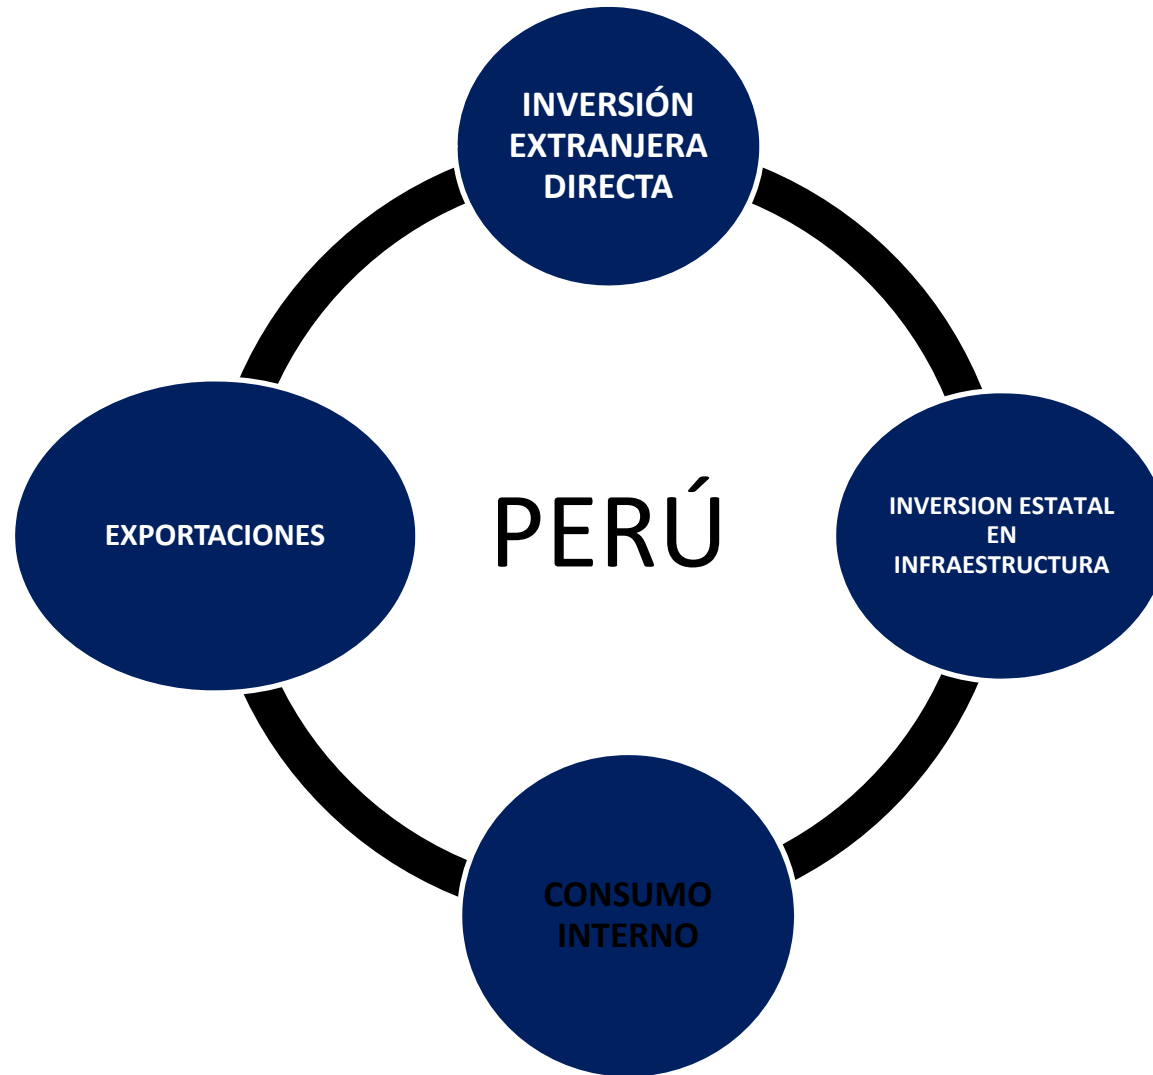 INVERSIÓN
EXTRANJERA
DIRECTA
EXPORTACIONES
PERÚ
INVERSION ESTATAL
EN
INFRAESTRUCTURA
CONSUMO
INTERNO